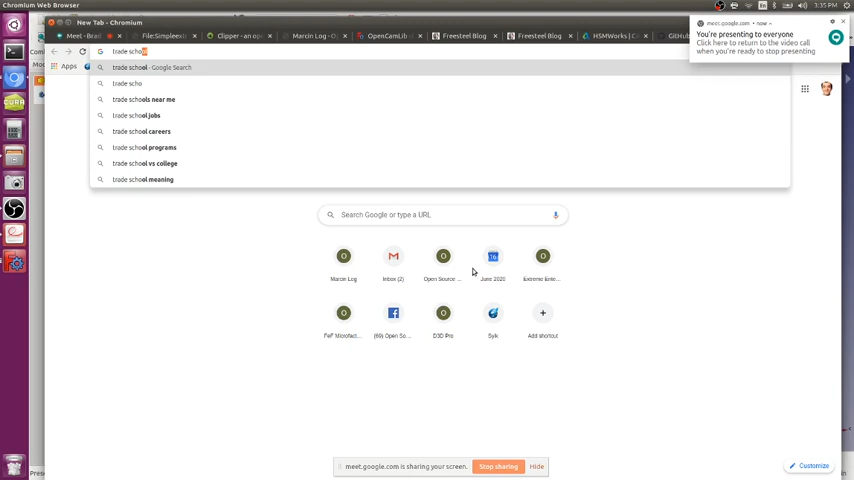 Chromium Web Browser
3:35 PM
New Tab - Chromium
Meet - Brad
File:Simpleex
Clipper - an ope
Marcin Log - O
OpenCamLib
Freesteel Blog
Freesteel Blog
HSMWorks
GitHub
meet.google.com • now
You're presenting to everyone
Click here to return to the video call
when you're ready to stop presenting
trade school
Apps
trade school - Google Search
trade scho
trade schools near me
trade school jobs
trade school careers
trade school programs
trade school vs college
trade school meaning
Search Google or type a URL
Marcin Log
Inbox (2)
Open Source ...
June 2020
Extreme Ente...
FeF Microfact...
(69) Open So...
D3D Pro
Sylk
Add shortcut
meet.google.com is sharing your screen.
Stop sharing
Hide
Customize